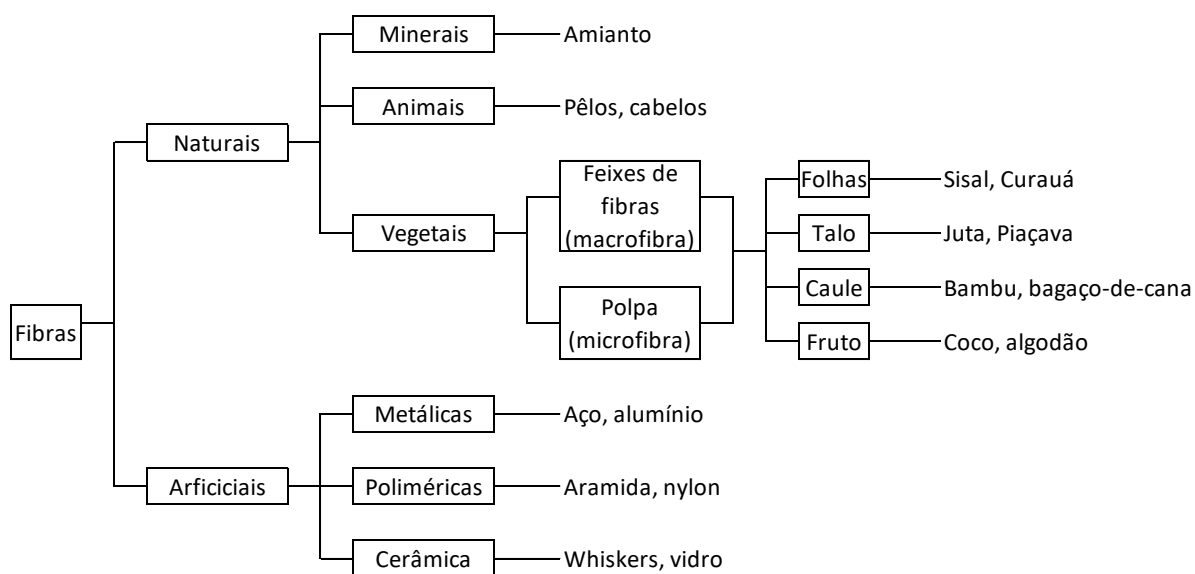 Fibras
Naturais
Minerais
Amianto
Animais
Pêlos, cabelos
Vegetais
Feixes de
fibras
(macrofibra)
Polpa
(microfibra)
Folhas
Sisal, Curauá
Talo
Juta, Piaçava
Caule
Bambu, bagaço-de-cana
Fruto
Coco, algodão
Arficiciais
Metálicas
Aço, alumínio
Poliméricas
Aramida, nylon
Cerâmica
Whiskers, vidro